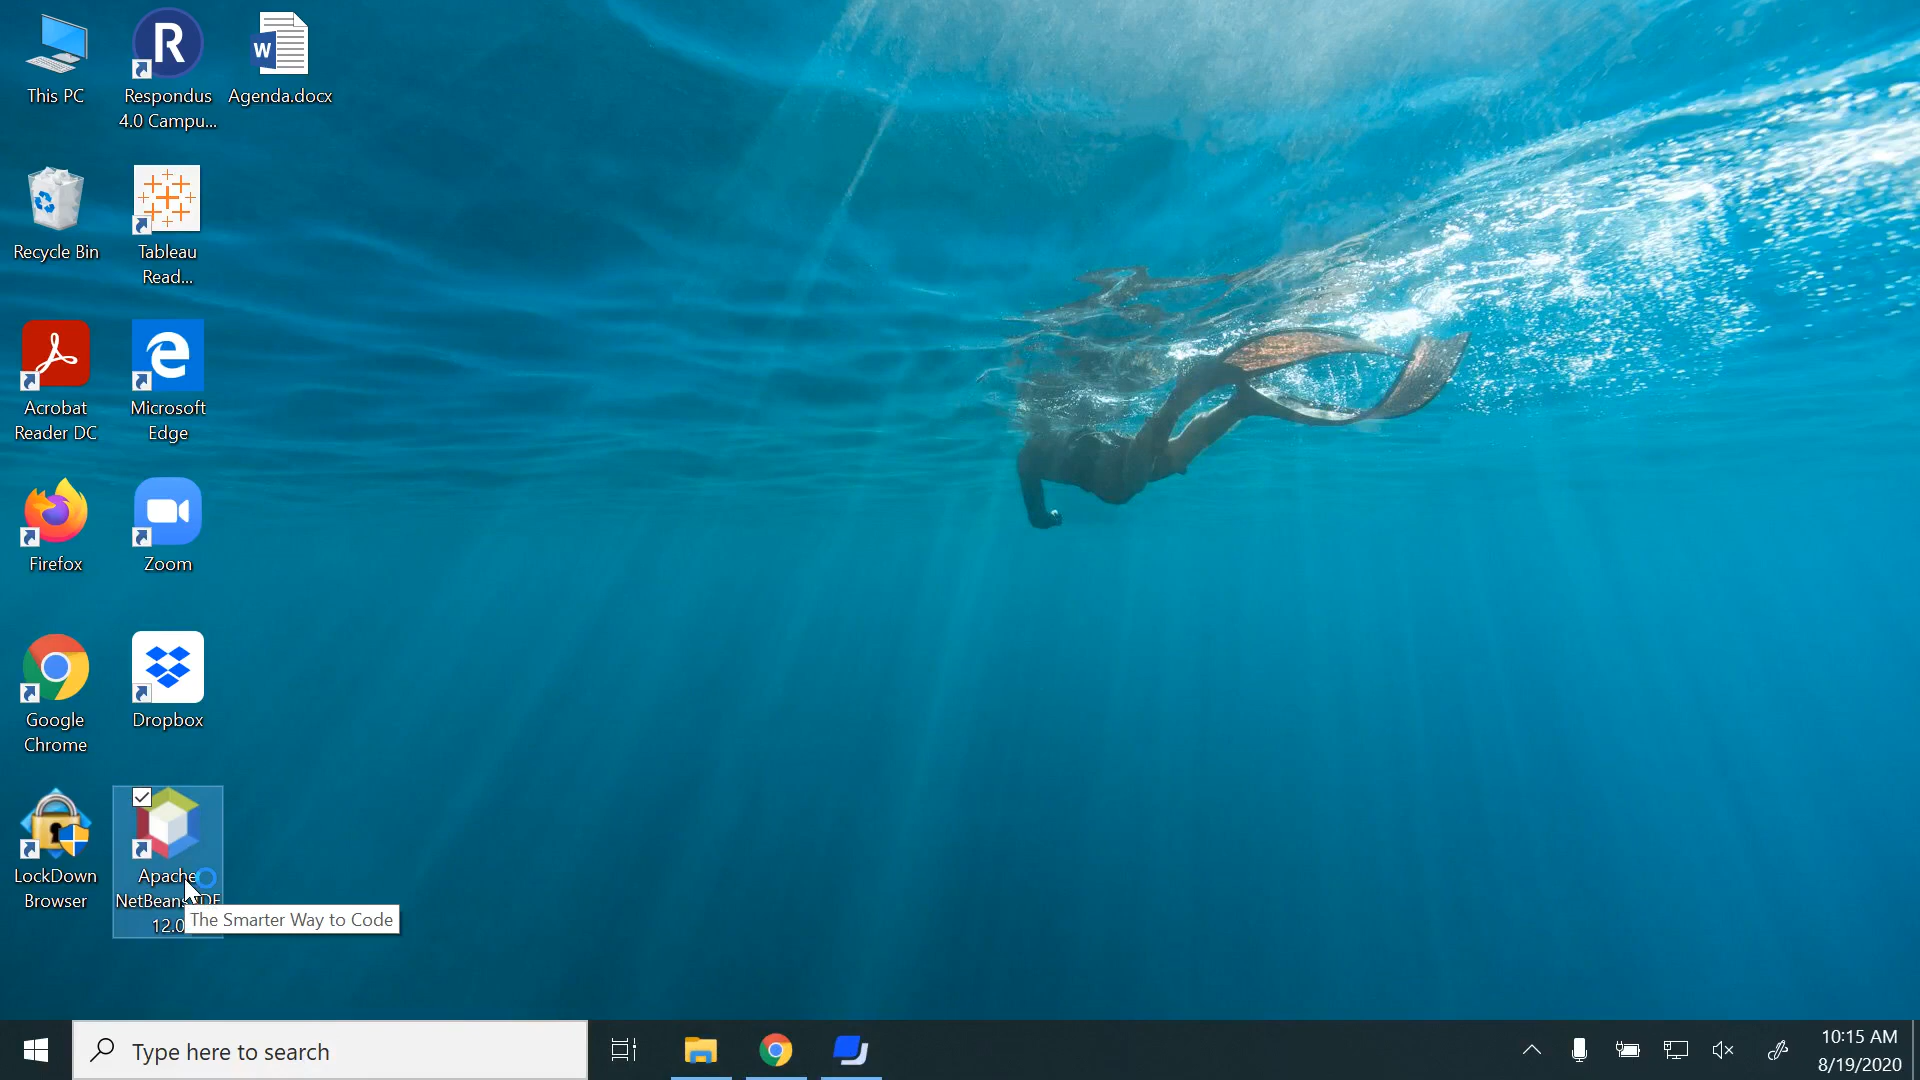 This PC
Respondus
4.0 Campu...
Agenda.docx
Recycle Bin
Tableau
Read...
Acrobat
Reader DC
Microsoft
Edge
Firefox
Zoom
Google
Chrome
Dropbox
LockDown
Browser
Apache
NetBeans IDE
12.0
The Smarter Way to Code
Type here to search
10:15 AM
8/19/2020